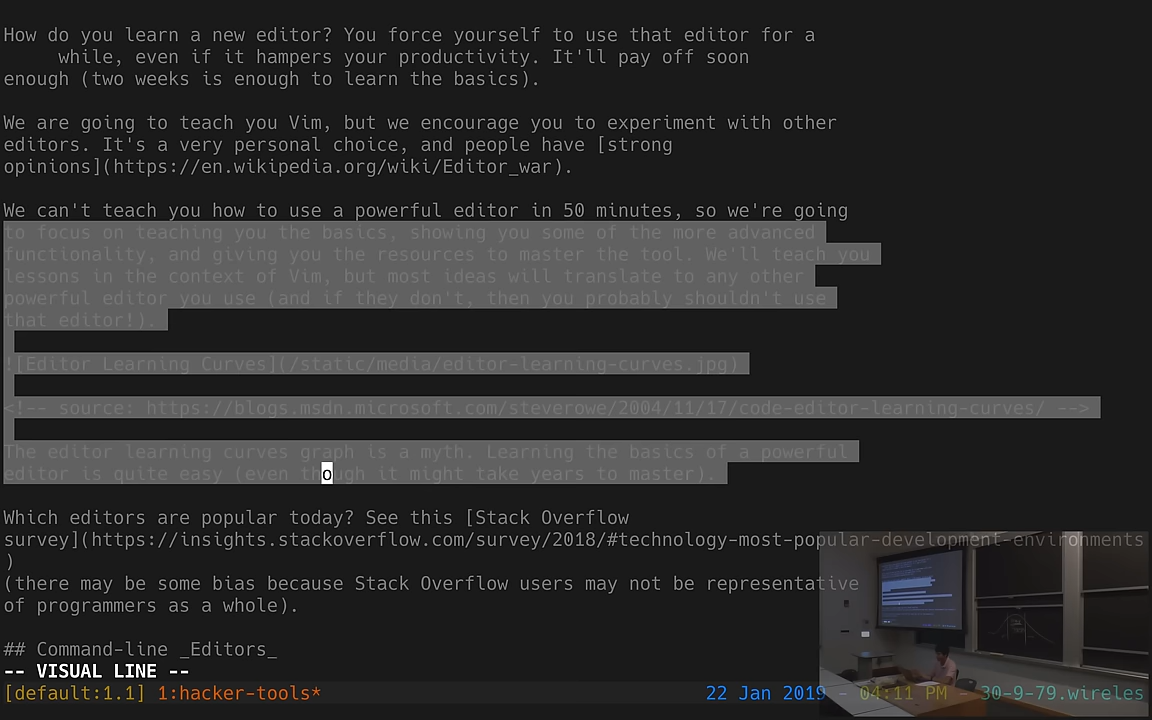 How do you learn a new editor? You force yourself to use that editor for a
while, even if it hampers your productivity. It'll pay off soon
enough (two weeks is enough to learn the basics).
We are going to teach you Vim, but we encourage you to experiment with other
editors. It's a very personal choice, and people have [strong
opinions](https://en.wikipedia.org/wiki/Editor_war).
We can't teach you how to use a powerful editor in 50 minutes, so we're going
to focus on teaching you the basics, showing you some of the more advanced
functionality, and giving you the resources to master the tool. We'll teach you
lessons in the context of Vim, but most ideas will translate to any other
powerful editor you use (and if they don't, then you probably shouldn't use
that editor!).
![Editor Learning Curves](/static/media/editor-learning-curves.jpg)
<!-- source: https://blogs.msdn.microsoft.com/steverowe/2004/11/17/code-editor-learning-curves/ -->
The editor learning curves graph is a myth. Learning the basics of a powerful
editor is quite easy (even though it might take years to master).
Which editors are popular today? See this [Stack Overflow
survey](https://insights.stackoverflow.com/survey/2018/#technology-most-popular-development-environments
)
(there may be some bias because Stack Overflow users may not be representative
of programmers as a whole).
## Command-line _Editors_
-- VISUAL LINE --
[default:1.1] 1:hacker-tools* 22 Jan 2019 - 04:11 PM - 30-9-79.wireles